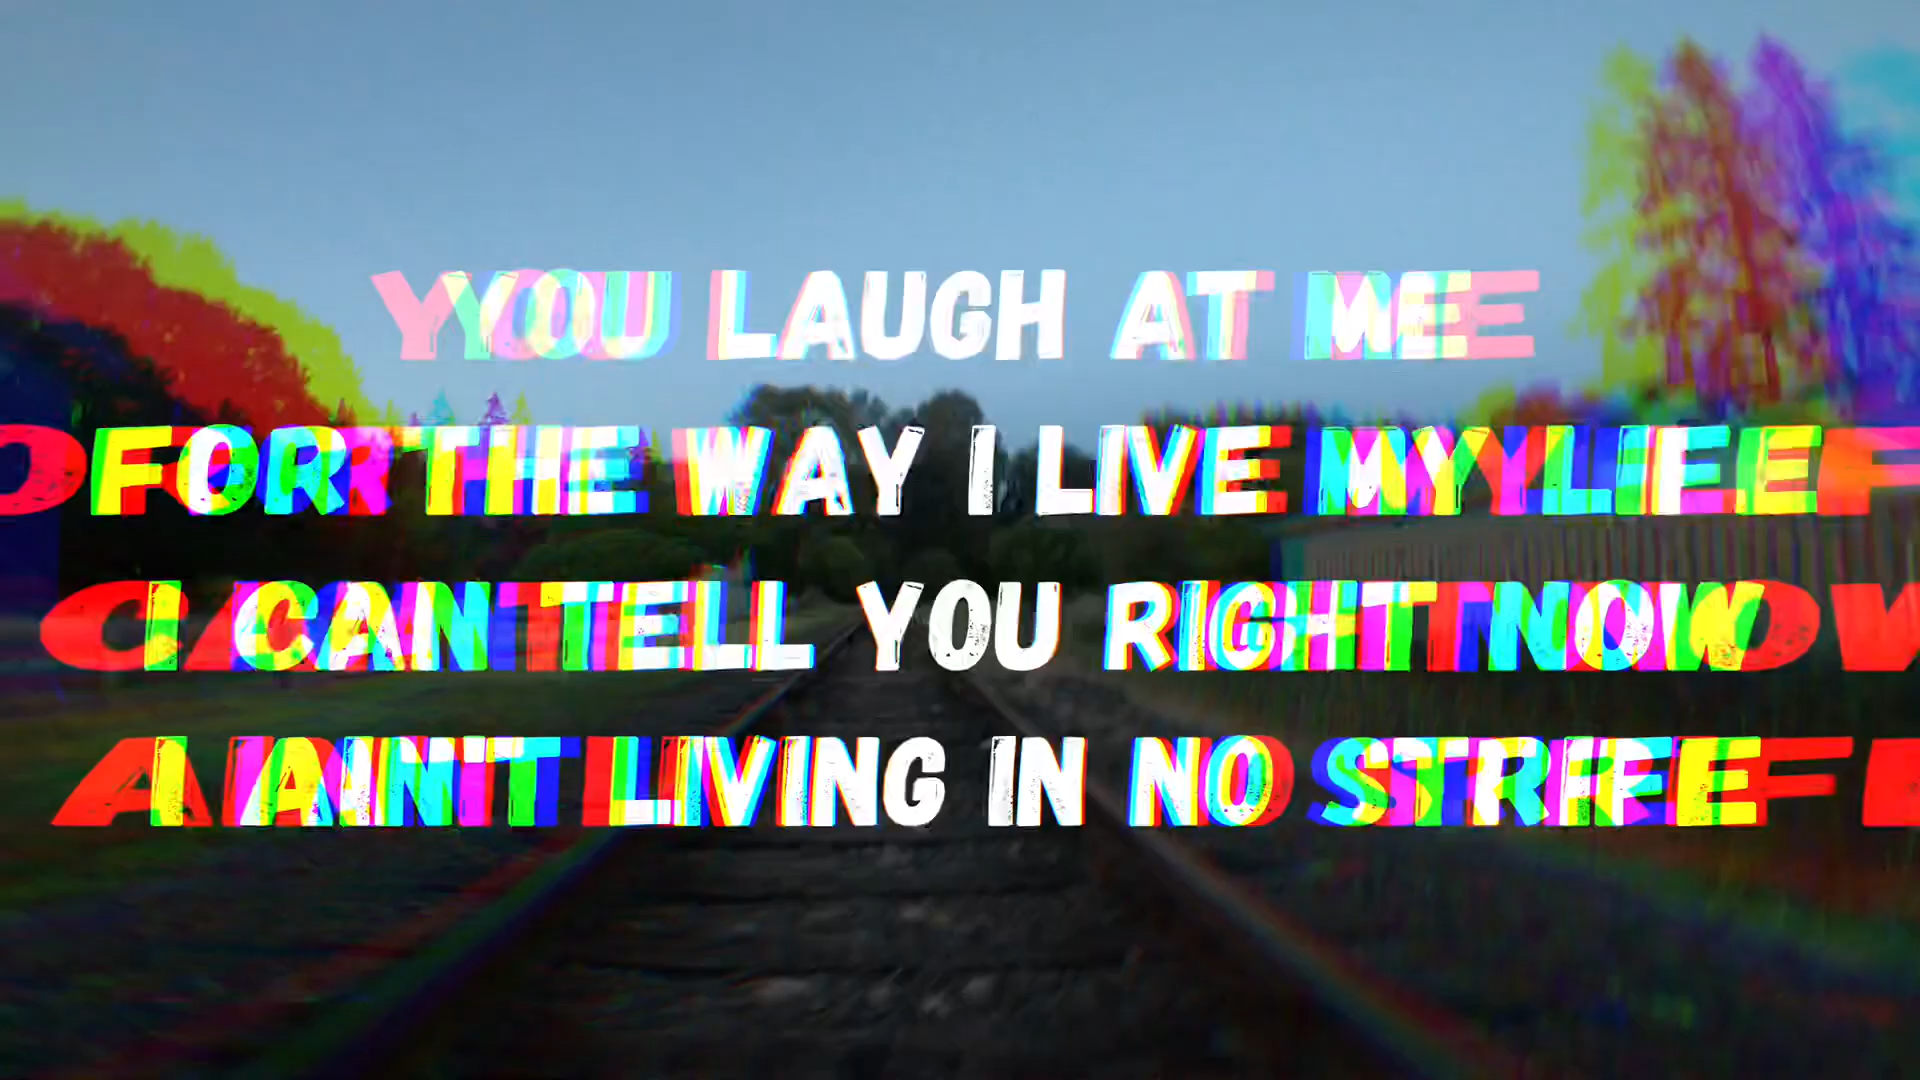 YOU LAUGH AT ME
FOR THE WAY I LIVE MY LIFE
I CAN TELL YOU RIGHT NOW
I AIN'T LIVING IN NO STRIFE